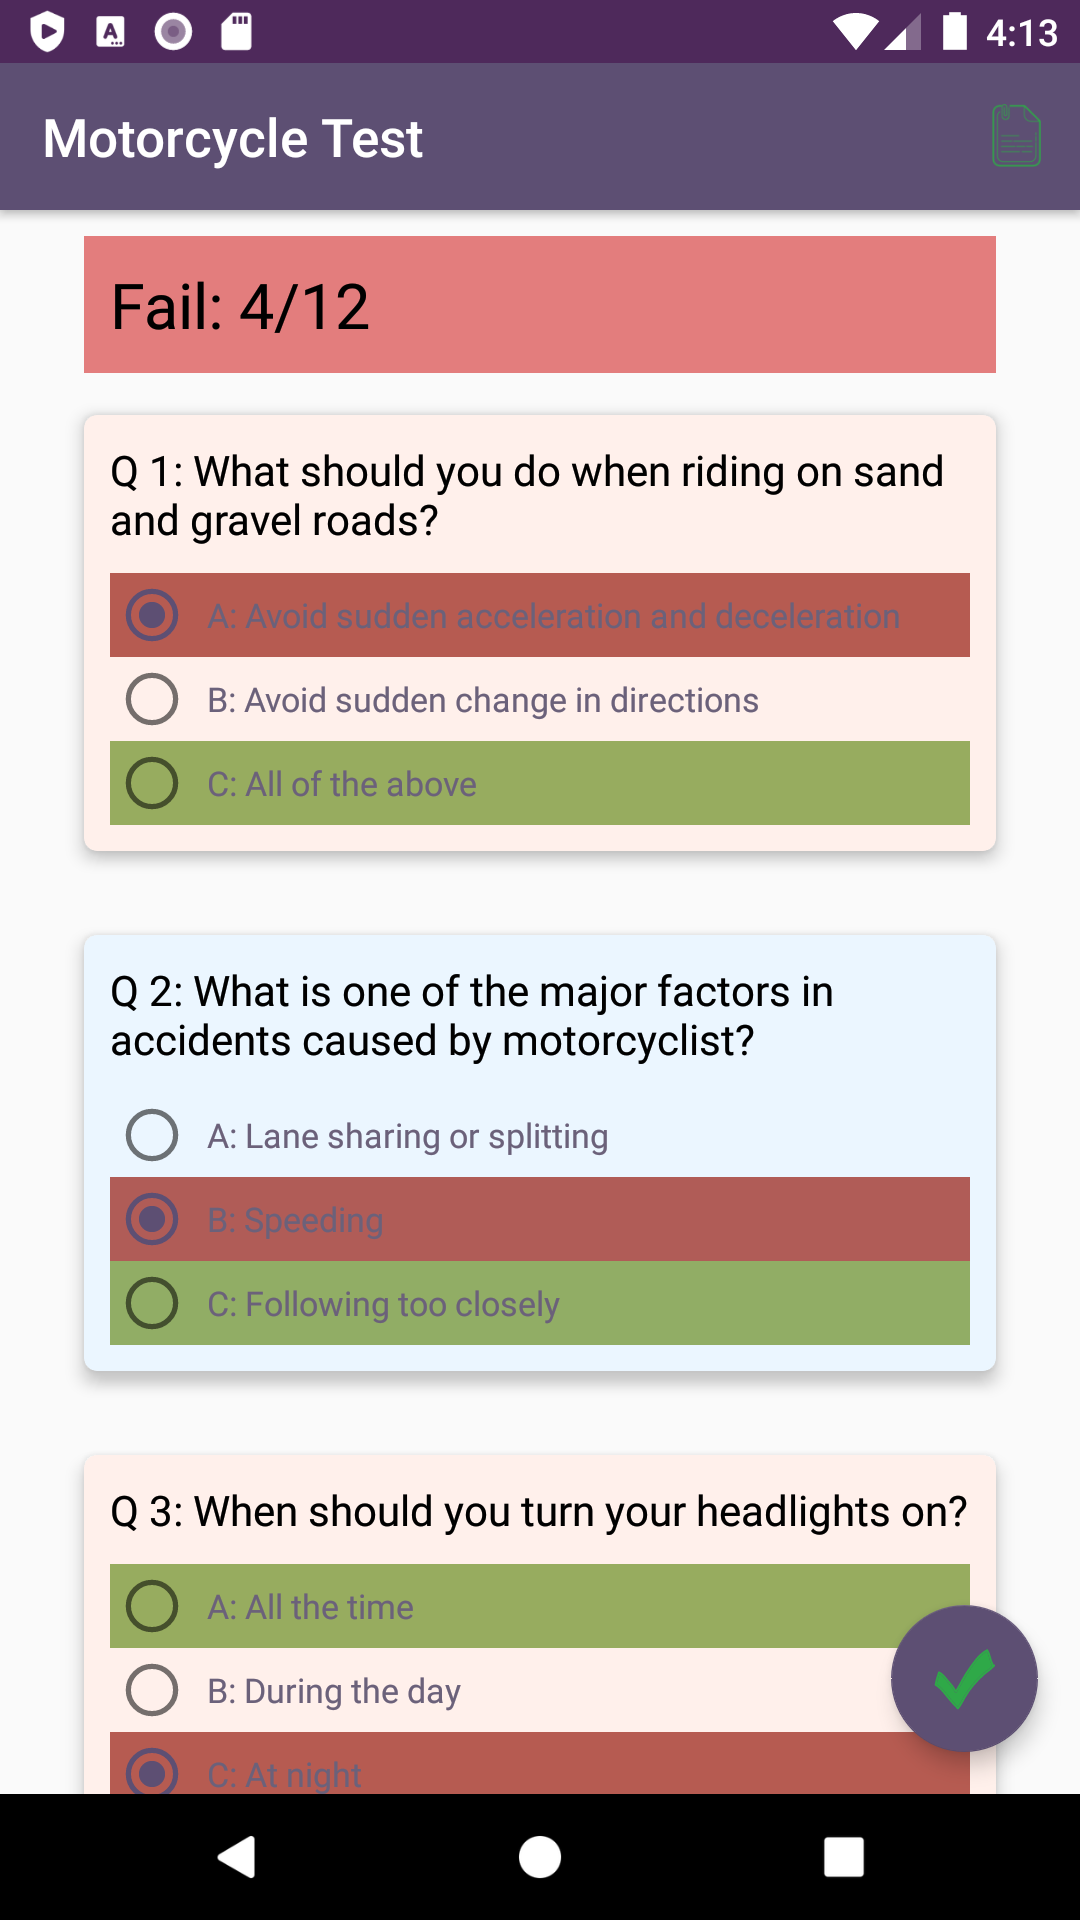 4:13
Motorcycle Test
Fail: 4/12
Q 1: What should you do when riding on sand
and gravel roads?
A: Avoid sudden acceleration and deceleration
B: Avoid sudden change in directions
C: All of the above
Q 2: What is one of the major factors in
accidents caused by motorcyclist?
A: Lane sharing or splitting
B: Speeding
C: Following too closely
Q 3: When should you turn your headlights on?
A: All the time
B: During the day
C: At night